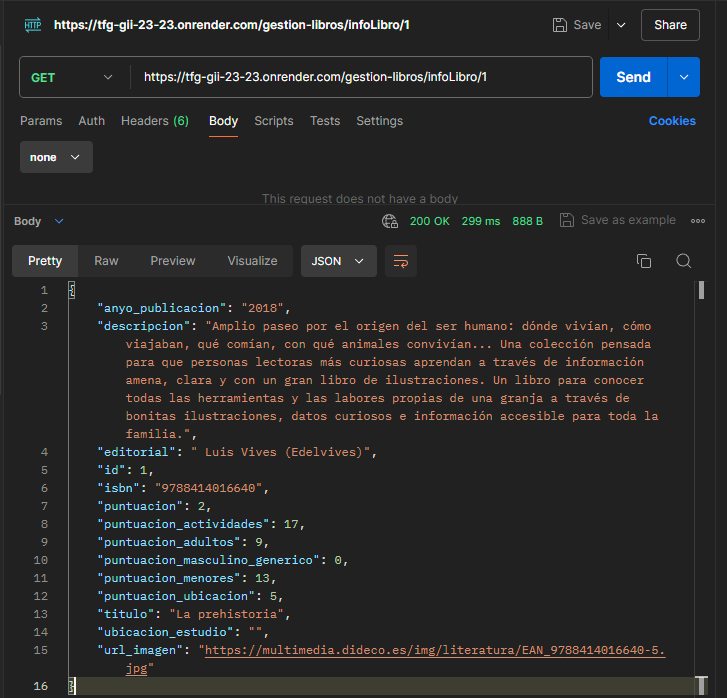 HTTP https://tfg-gii-23-23.onrender.com/gestion-libros/infoLibro/1 Save Share
GET https://tfg-gii-23-23.onrender.com/gestion-libros/infoLibro/1 Send
Params Auth Headers (6) Body Scripts Tests Settings Cookies
none
This request does not have a body
Body 200 OK 299 ms 888 B Save as example
Pretty Raw Preview Visualize JSON
1 {
2 "anyo_publicacion": "2018",
3 "descripcion": "Amplio paseo por el origen del ser humano: dónde vivían, cómo
viajaban, qué comían, con qué animales convivían... Una colección pensada
para que personas lectoras más curiosas aprendan a través de información
amena, clara y con un gran libro de ilustraciones. Un libro para conocer
todas las herramientas y las labores propias de una granja a través de
bonitas ilustraciones, datos curiosos e información accesible para toda la
familia.",
4 "editorial": " Luis Vives (Edelvives)",
5 "id": 1,
6 "isbn": "9788414016640",
7 "puntuacion": 2,
8 "puntuacion_actividades": 17,
9 "puntuacion_adultos": 9,
10 "puntuacion_masculino_generico": 0,
11 "puntuacion_menores": 13,
12 "puntuacion_ubicacion": 5,
13 "titulo": "La prehistoria",
14 "ubicacion_estudio": "",
15 "url_imagen": "https://multimedia.dideco.es/img/literatura/EAN_9788414016640-5.
jpg"
16 }